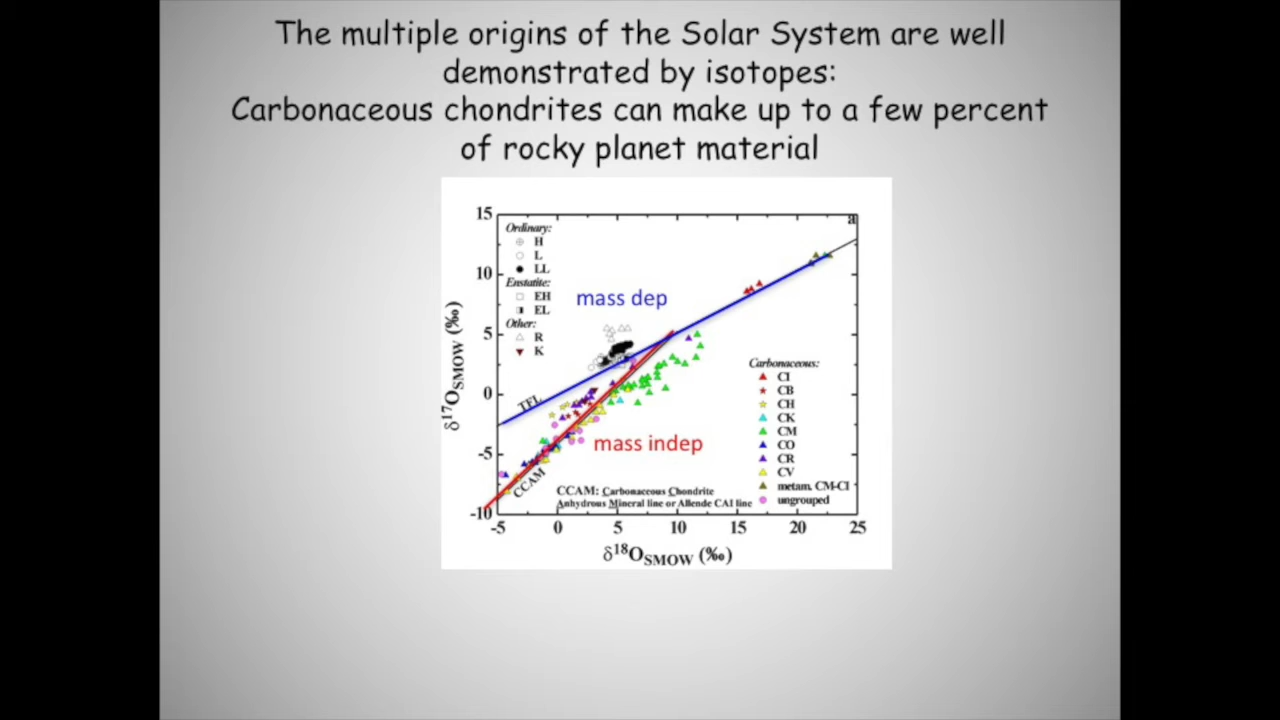 The multiple origins of the Solar System are well
demonstrated by isotopes:
Carbonaceous chondrites can make up to a few percent
of rocky planet material
a
15
10
5
0
-5
-10
δ¹⁷O_SMOW (‰)
Ordinary:
H
L
LL
Enstatite:
EH
EL
Other:
R
K
mass dep
TFL
mass indep
CCAM
Carbonaceous:
CI
CB
CH
CK
CM
CO
CR
CV
metam. CM-CI
ungrouped
CCAM: Carbonaceous Chondrite
Anhydrous Mineral line or Allende CAI line
-5 0 5 10 15 20 25
δ¹⁸O_SMOW (‰)